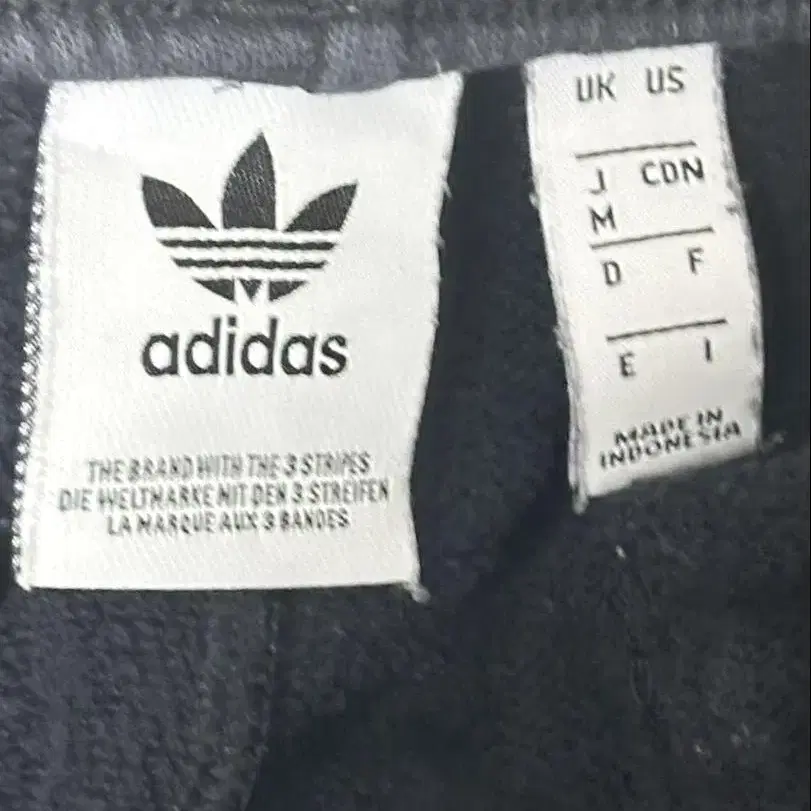 adidas
THE BRAND WITH THE 3 STRIPES
DIE WELTMARKE MIT DEN 3 STREIFEN
LA MARQUE AUX 3 BANDES
UK US
J CDN
M
D F
E I
MADE IN
INDONESIA